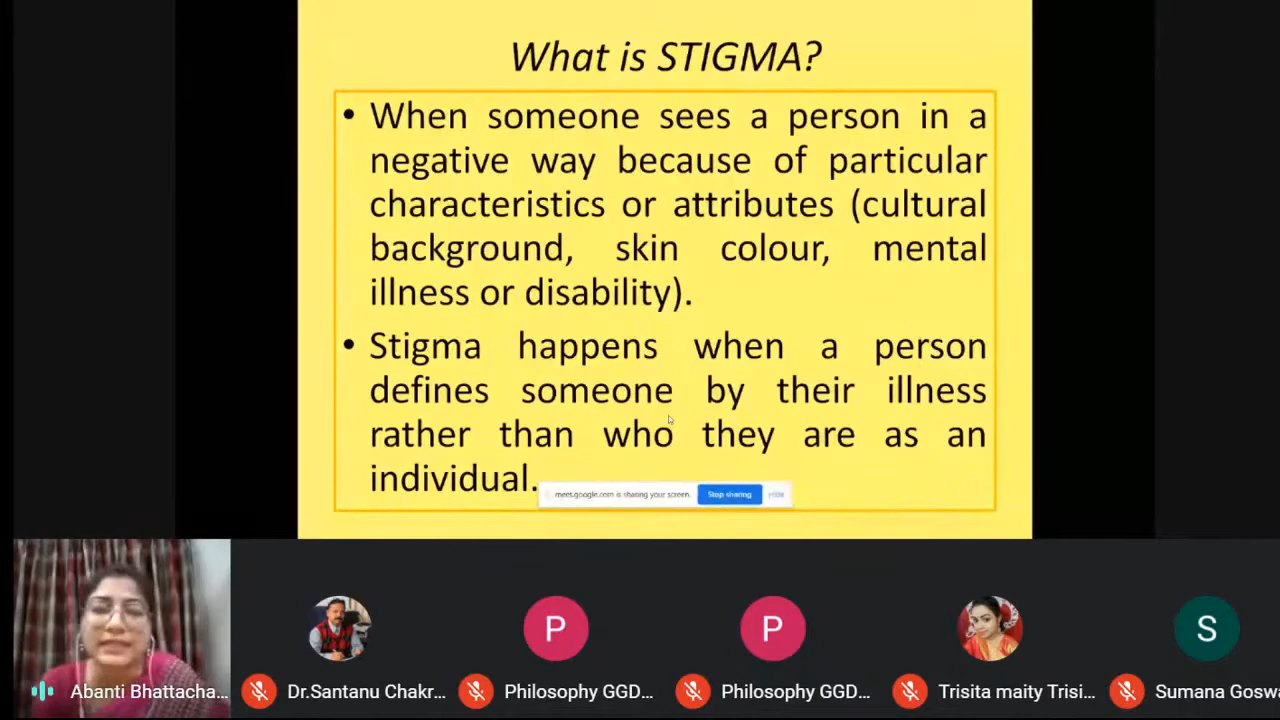 What is STIGMA?
• When someone sees a person in a
negative way because of particular
characteristics or attributes (cultural
background, skin colour, mental
illness or disability).
• Stigma happens when a person
defines someone by their illness
rather than who they are as an
individual.
meet.google.com is sharing your screen. Stop sharing Hide
P P S
Abanti Bhattacha... Dr.Santanu Chakr... Philosophy GGD... Philosophy GGD... Trisita maity Trisi... Sumana Gosw